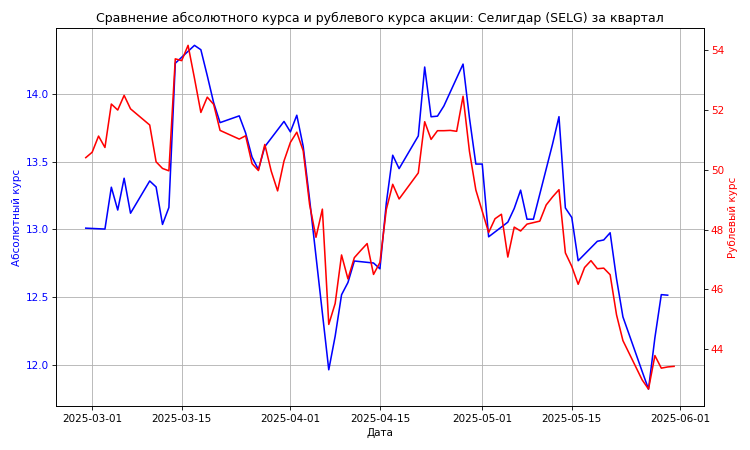 Сравнение абсолютного курса и рублевого курса акции: Селигдар (SELG) за квартал
14.0
13.5
13.0
12.5
12.0
Абсолютный курс
54
52
50
48
46
44
Рублевый курс
2025-03-01 2025-03-15 2025-04-01 2025-04-15 2025-05-01 2025-05-15 2025-06-01
Дата